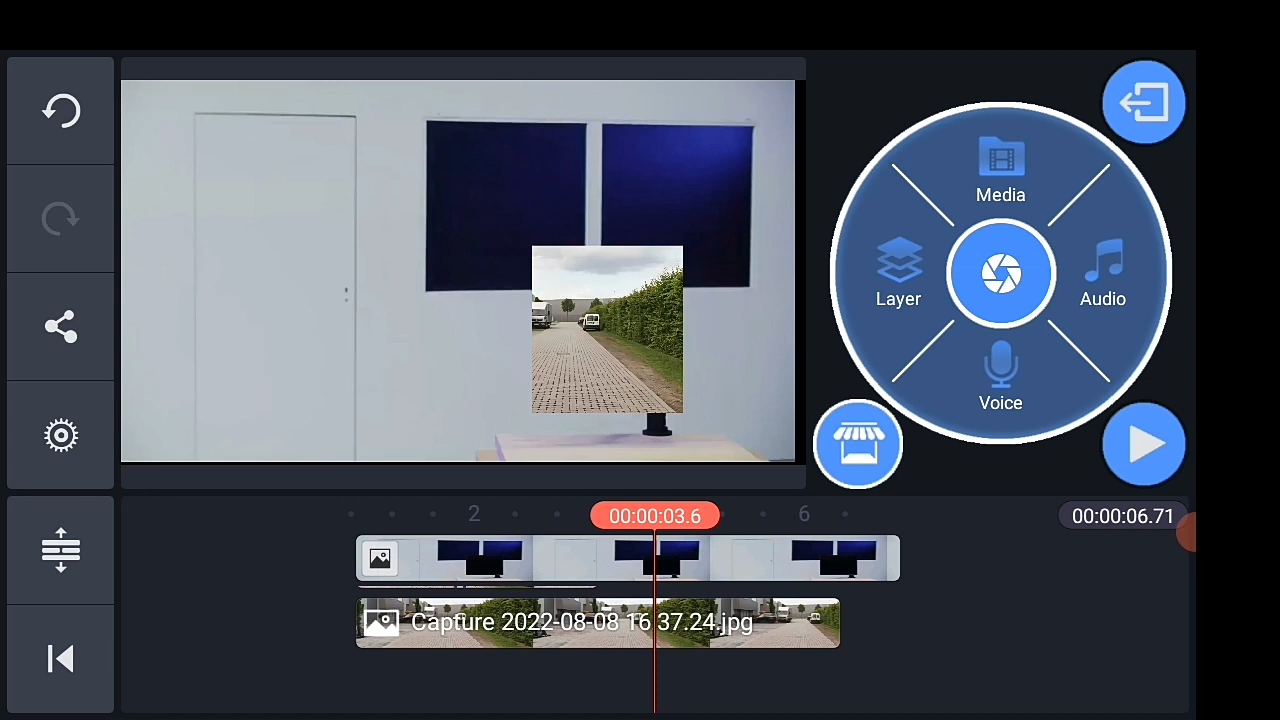 Media
Layer
Audio
Voice
2
00:00:03.6
6
00:00:06.71
Capture 2022-08-08 16 37.24.jpg